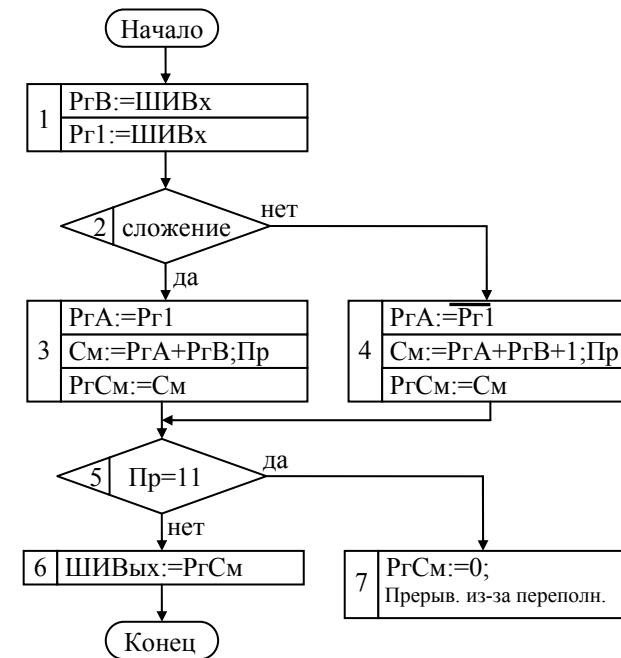 Начало
1
РгВ:=ШИВх
Рг1:=ШИВх
2 сложение
нет
да
3
РгА:=Рг1
См:=РгА+РгВ;Пр
РгСм:=См
4
РгА:=Р̅г̅1̅
См:=РгА+РгВ+1;Пр
РгСм:=См
5 Пр=11
да
нет
6 ШИВых:=РгСм
7
РгСм:=0;
Прерыв. из-за переполн.
Конец